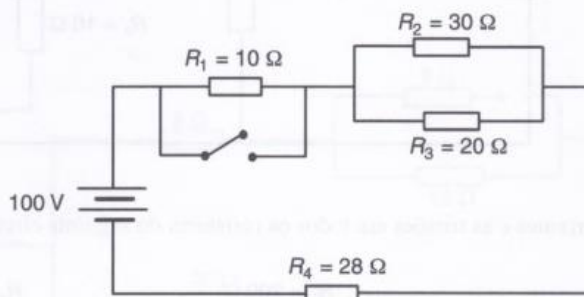 R₂ = 30 Ω
R₁ = 10 Ω
R₃ = 20 Ω
100 V
R₄ = 28 Ω